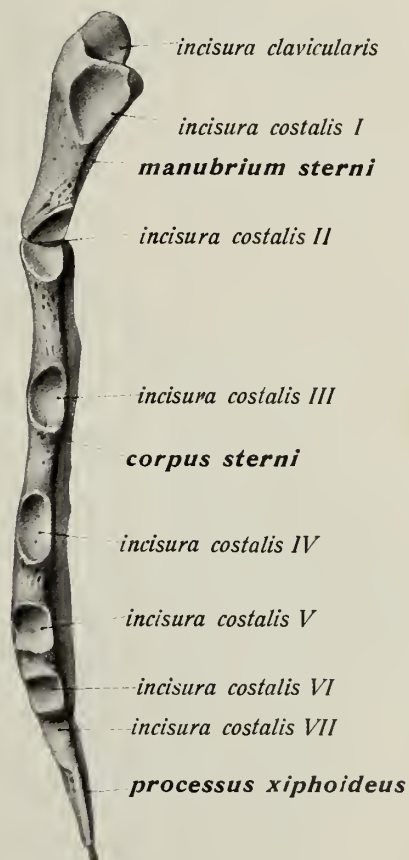 incisura clavicularis
incisura costalis I
manubrium sterni
incisura costalis II
incisura costalis III
corpus sterni
incisura costalis IV
incisura costalis V
incisura costalis VI
incisura costalis VII
processus xiphoideus